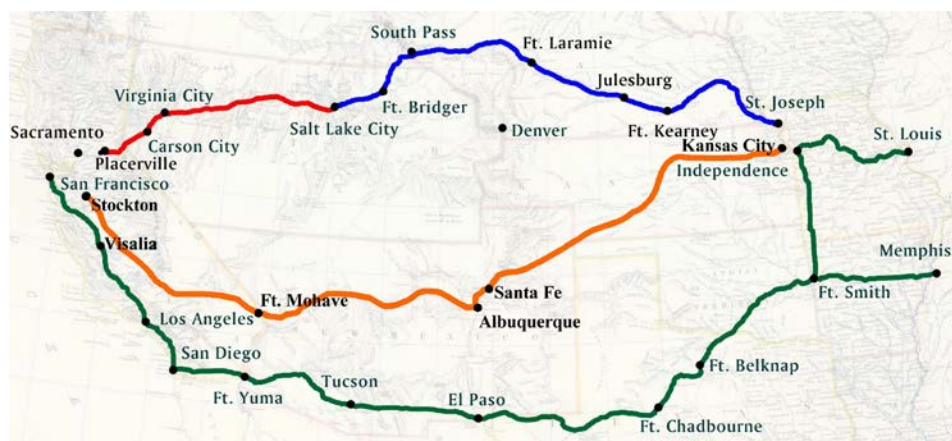 South Pass
Ft. Laramie
Julesburg
Virginia City
Ft. Bridger
St. Joseph
Salt Lake City
Denver
Ft. Kearney
Sacramento
Carson City
St. Louis
Kansas City
Placerville
Independence
San Francisco
Stockton
Visalia
Memphis
Ft. Mohave
Santa Fe
Ft. Smith
Los Angeles
Albuquerque
San Diego
Ft. Belknap
Tucson
Ft. Yuma
El Paso
Ft. Chadbourne